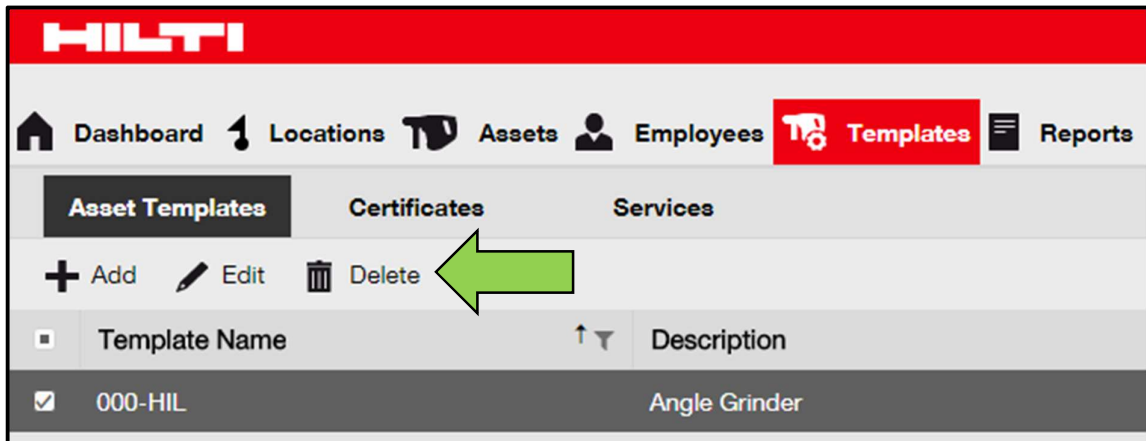 HILTI
Dashboard Locations Assets Employees Templates Reports
Asset Templates Certificates Services
Add Edit Delete
Template Name Description
000-HIL Angle Grinder